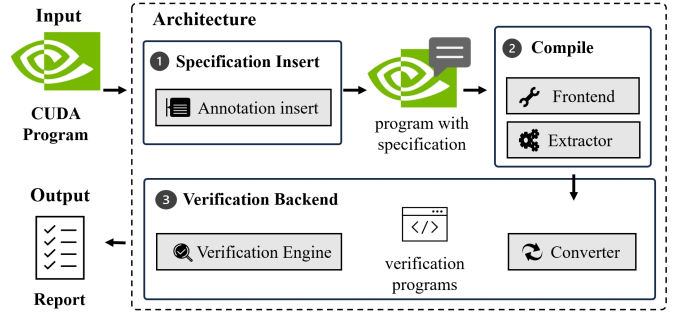 Input
Architecture
1 Specification Insert
Annotation insert
CUDA
Program
program with
specification
2 Compile
Frontend
Extractor
3 Verification Backend
Verification Engine
</>
verification
programs
Converter
Output
Report